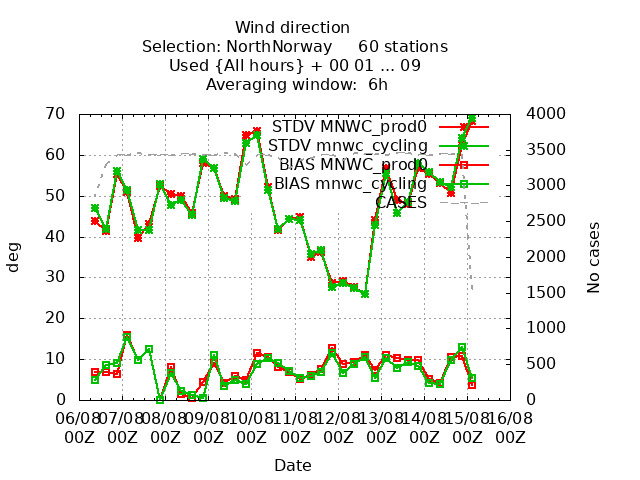 Wind direction
Selection: NorthNorway 60 stations
Used {All hours} + 00 01 ... 09
Averaging window: 6h
70 4000
60 3500
50 3000
2500
40 2000
30 1500
20 1000
10 500
0 0
STDV MNWC_prod0
STDV mnwc_cycling
BIAS MNWC_prod0
BIAS mnwc_cycling
CASES
deg
No cases
06/08 07/08 08/08 09/08 10/08 11/08 12/08 13/08 14/08 15/08 16/08
00Z 00Z 00Z 00Z 00Z 00Z 00Z 00Z 00Z 00Z 00Z
Date